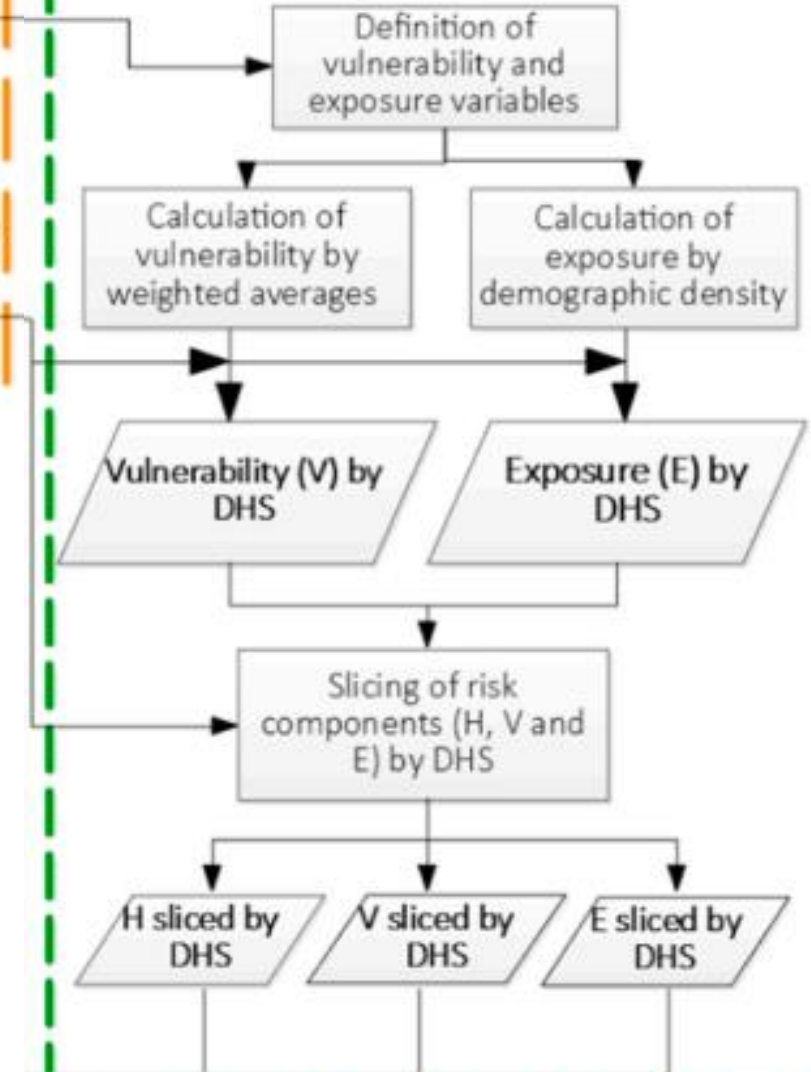 Definition of
vulnerability and
exposure variables
Calculation of
vulnerability by
weighted averages
Calculation of
exposure by
demographic density
Vulnerability (V) by
DHS
Exposure (E) by
DHS
Slicing of risk
components (H, V and
E) by DHS
H sliced by
DHS
V sliced by
DHS
E sliced by
DHS